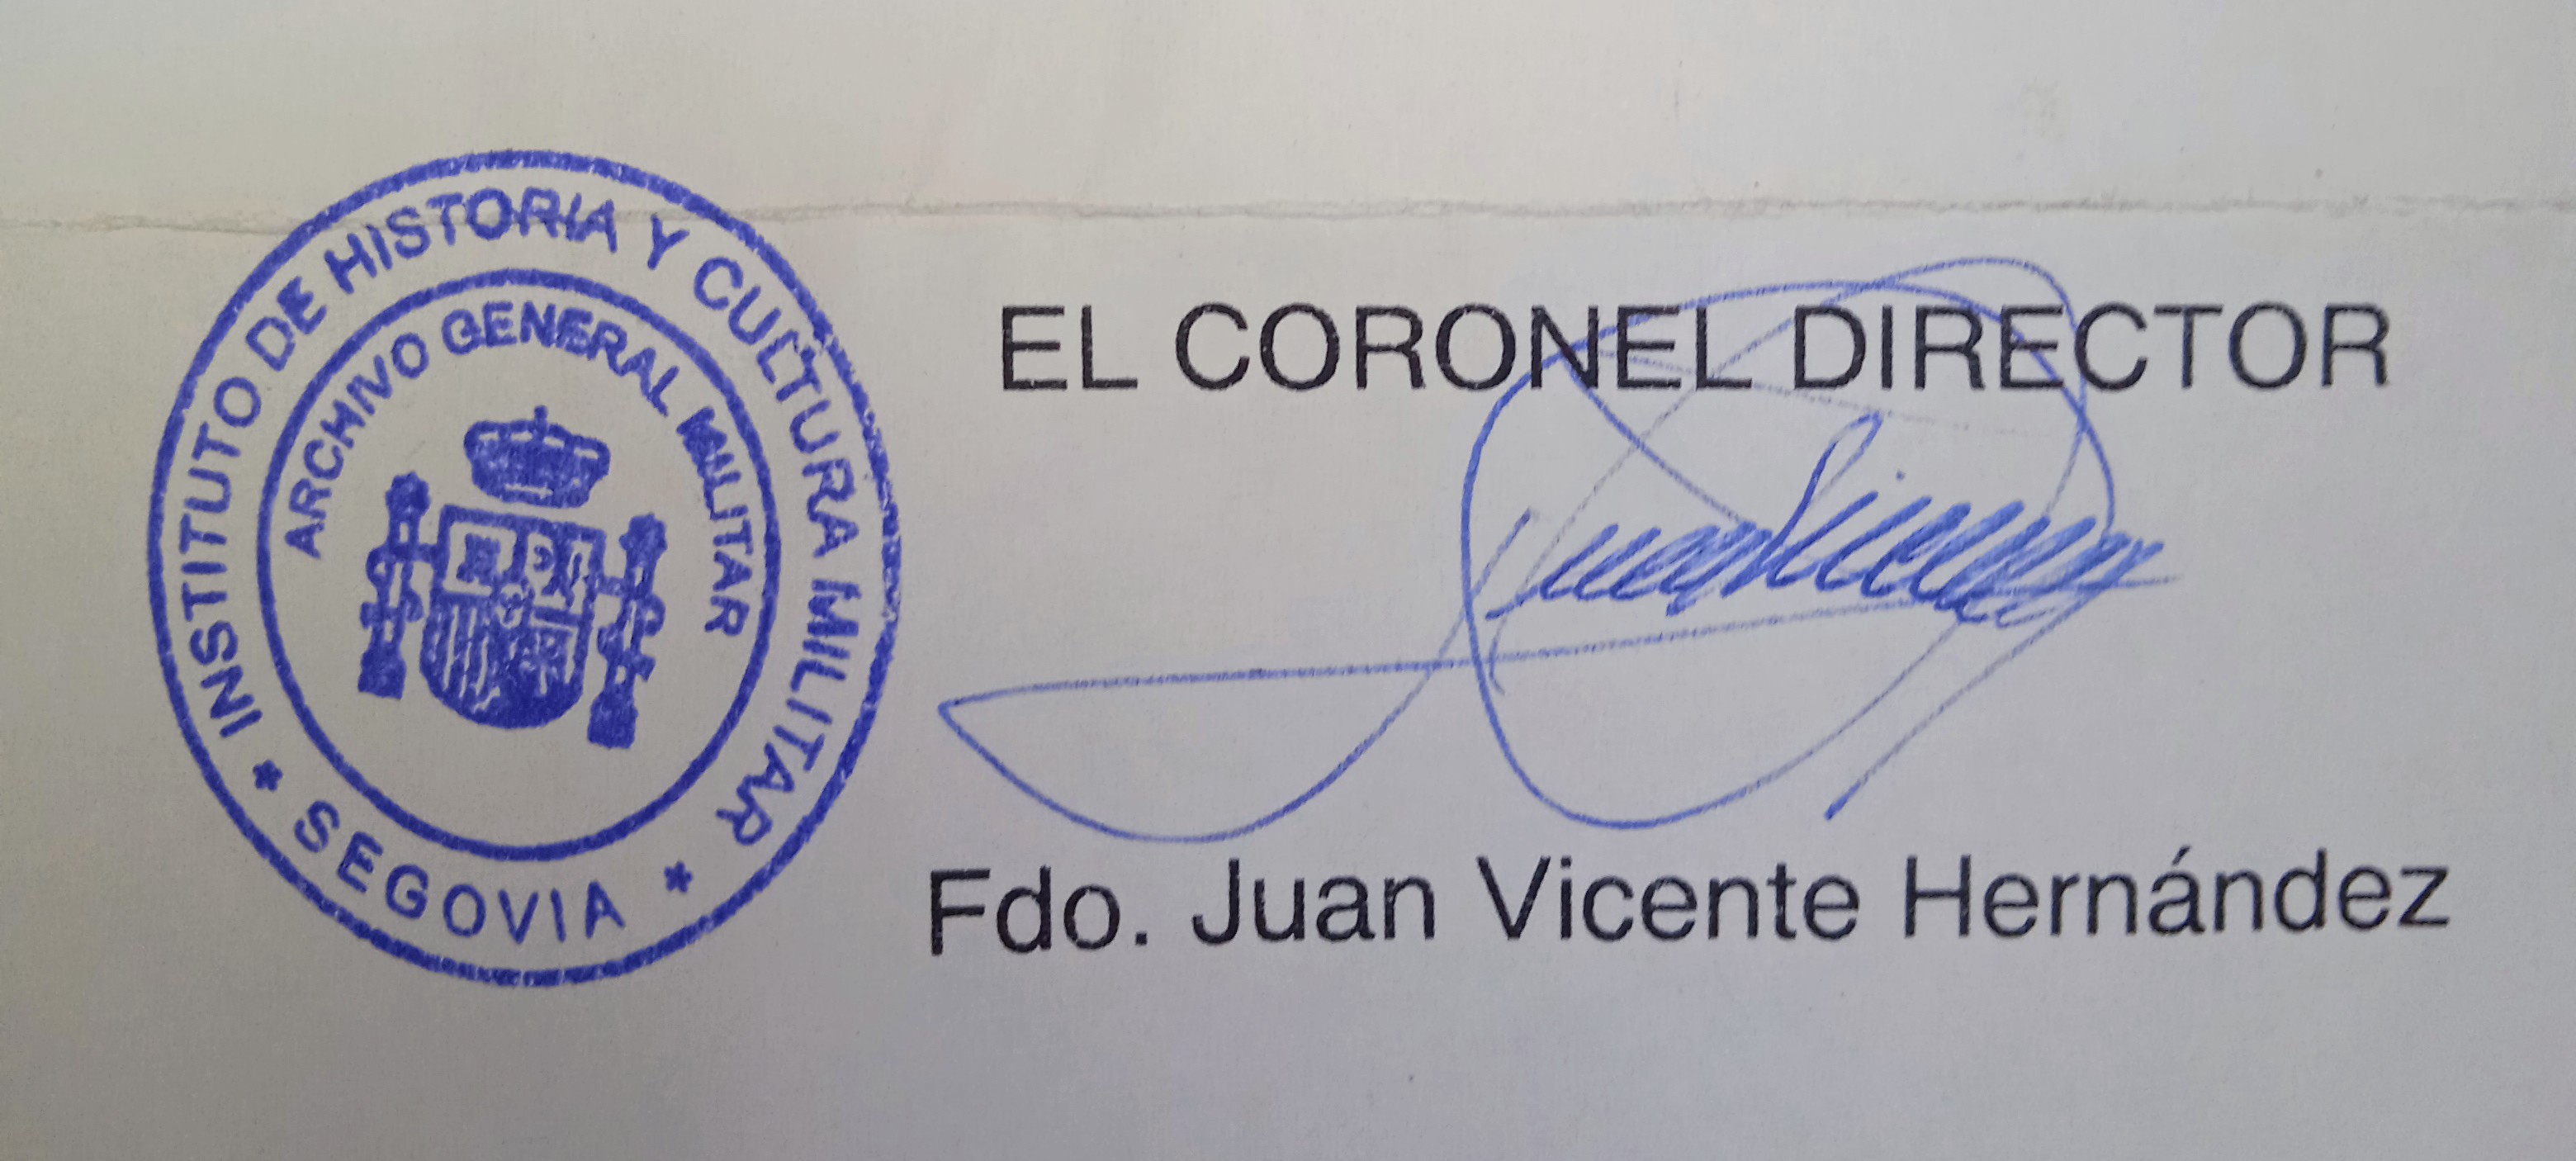 INSTITUTO DE HISTORIA Y CULTURA MILITAR
ARCHIVO GENERAL MILITAR
* SEGOVIA *
EL CORONEL DIRECTOR
Fdo. Juan Vicente Hernández